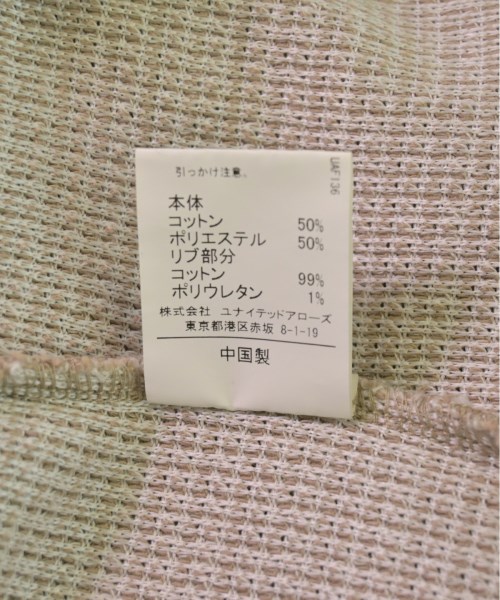 引っかけ注意。
UAF136
本体
コットン 50%
ポリエステル 50%
リブ部分
コットン 99%
ポリウレタン 1%
株式会社 ユナイテッドアローズ
東京都港区赤坂 8-1-19
中国製